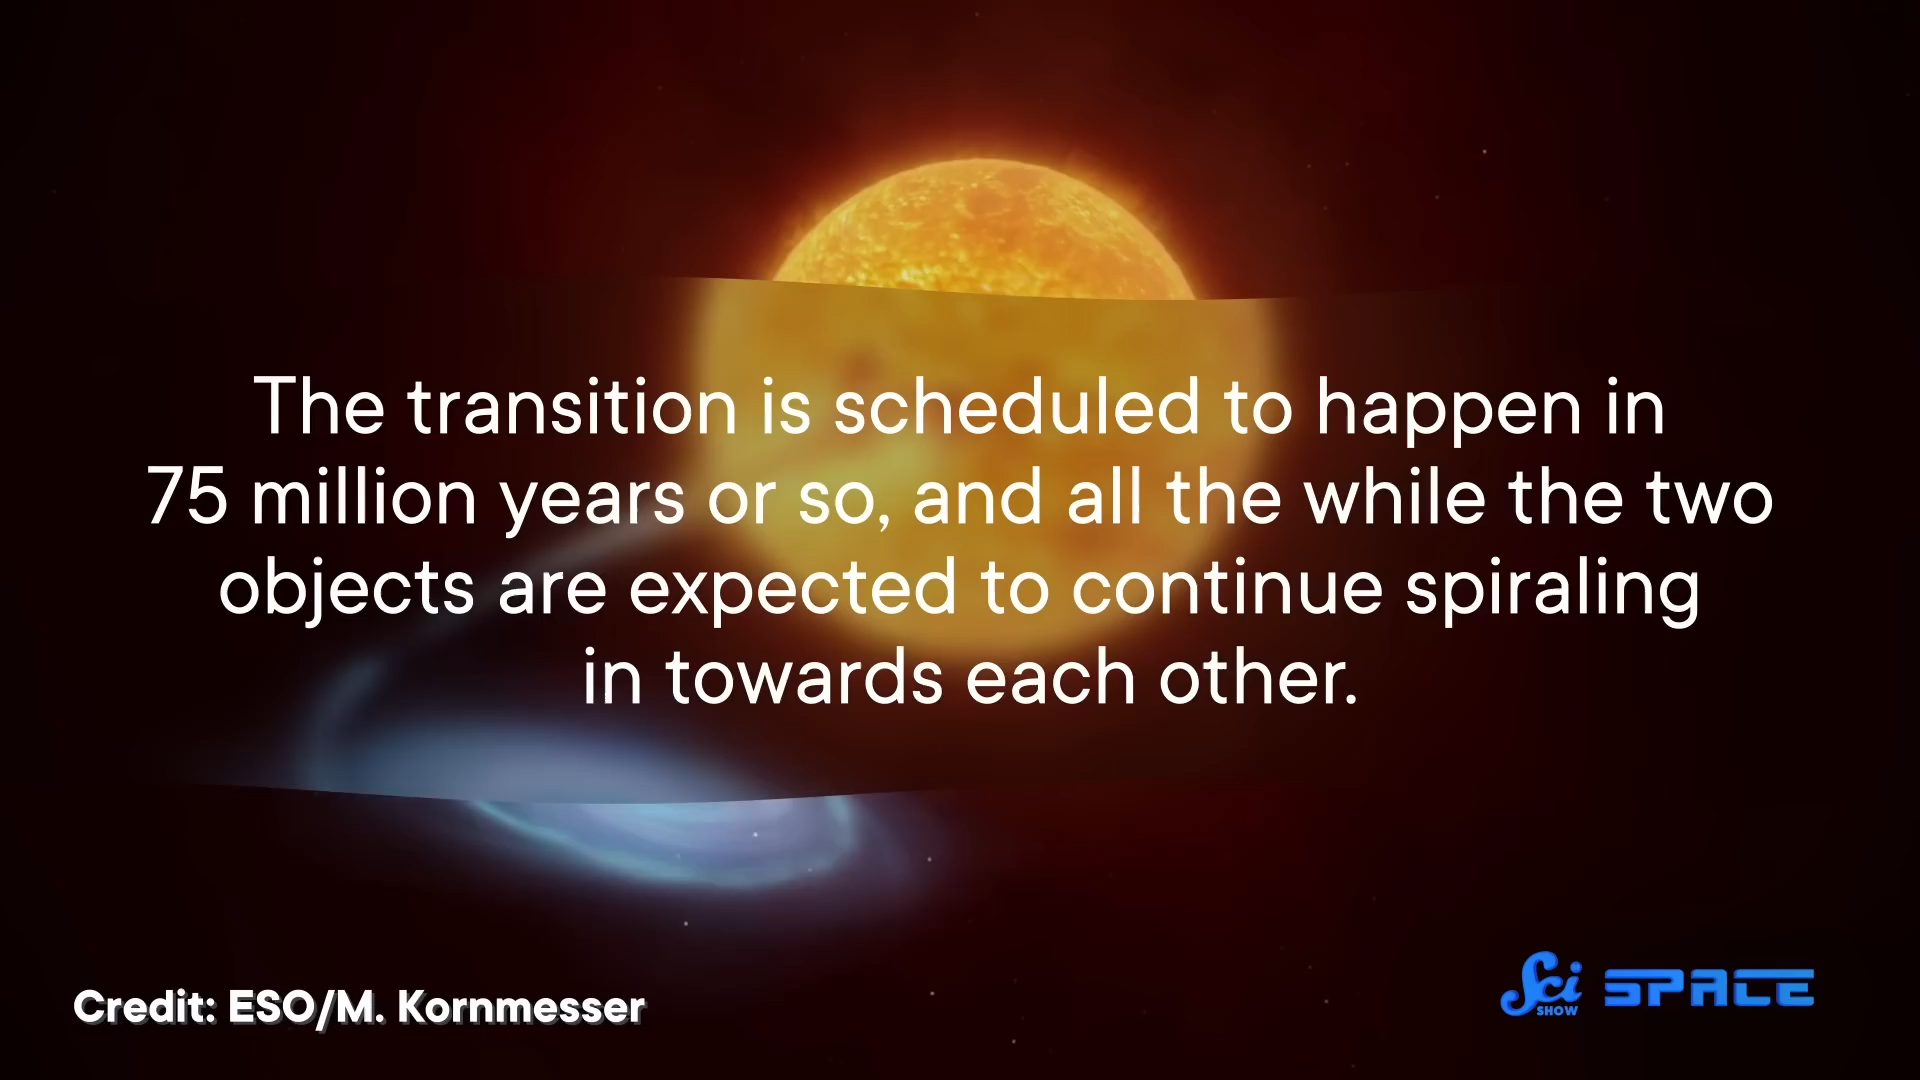 The transition is scheduled to happen in
75 million years or so, and all the while the two
objects are expected to continue spiraling
in towards each other.
Credit: ESO/M. Kornmesser
Sci SHOW SPACE